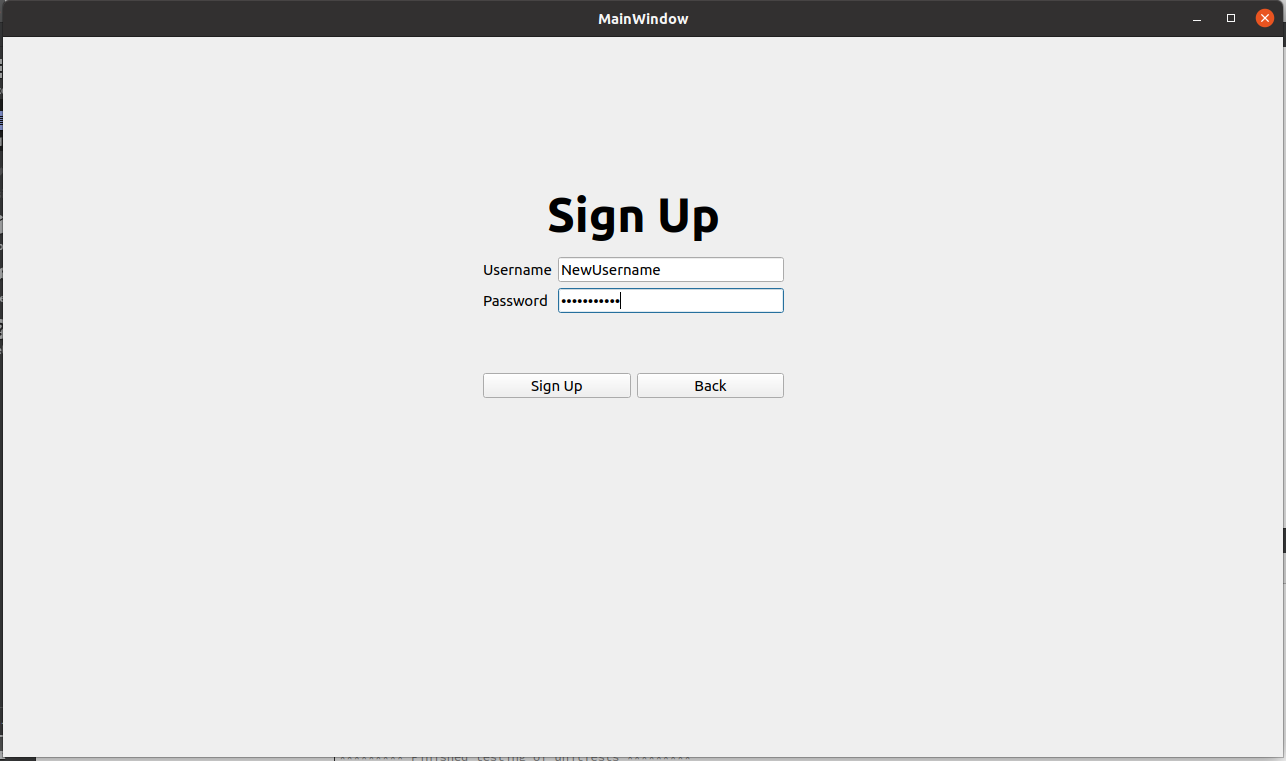 MainWindow
Sign Up
Username NewUsername
Password •••••••••••
Sign Up Back